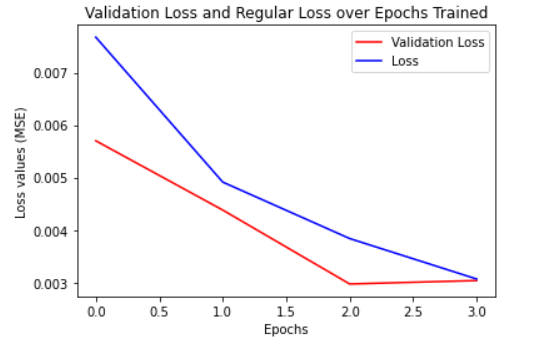 Validation Loss and Regular Loss over Epochs Trained
Validation Loss
Loss
0.007
0.006
0.005
0.004
0.003
Loss values (MSE)
0.0 0.5 1.0 1.5 2.0 2.5 3.0
Epochs